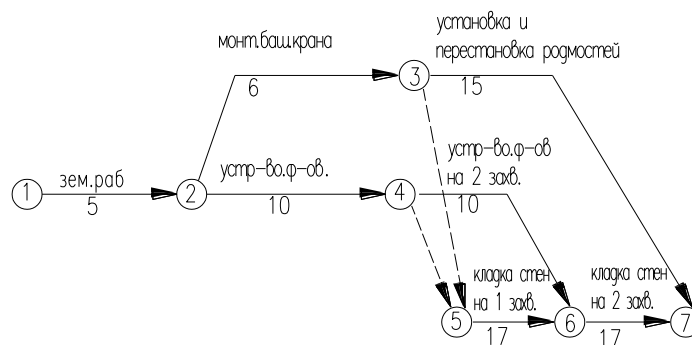 установка и
монт.баш.крана
перестановка родмостей
3
6
15
зем.раб
устр-во.ф-ов.
устр-во.ф-ов
на 2 захв.
1
2
4
5
10
10
кладка стен
на 1 захв.
кладка стен
на 2 захв.
5
6
7
17
17